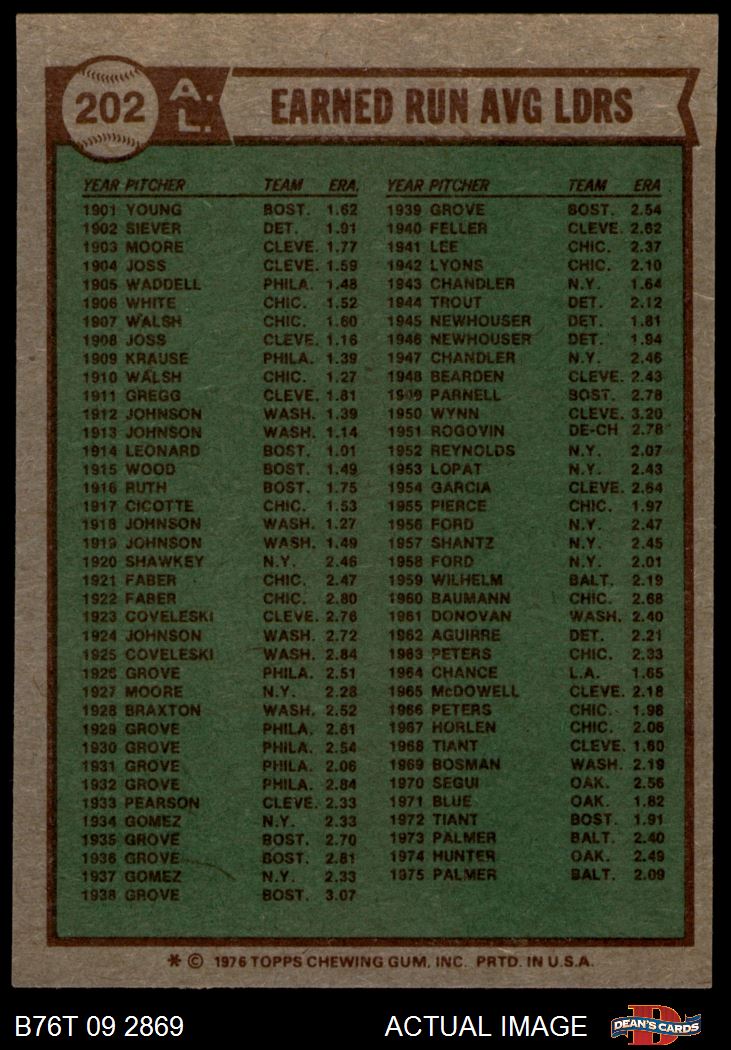 202 A.L. EARNED RUN AVG LDRS
YEAR PITCHER TEAM ERA.
1901 YOUNG BOST. 1.62
1902 SIEVER DET. 1.91
1903 MOORE CLEVE. 1.77
1904 JOSS CLEVE. 1.59
1905 WADDELL PHILA. 1.48
1906 WHITE CHIC. 1.52
1907 WALSH CHIC. 1.60
1908 JOSS CLEVE. 1.16
1909 KRAUSE PHILA. 1.39
1910 WALSH CHIC. 1.27
1911 GREGG CLEVE. 1.81
1912 JOHNSON WASH. 1.39
1913 JOHNSON WASH. 1.14
1914 LEONARD BOST. 1.01
1915 WOOD BOST. 1.49
1916 RUTH BOST. 1.75
1917 CICOTTE CHIC. 1.53
1918 JOHNSON WASH. 1.27
1919 JOHNSON WASH. 1.49
1920 SHAWKEY N.Y. 2.46
1921 FABER CHIC. 2.47
1922 FABER CHIC. 2.80
1923 COVELESKI CLEVE. 2.76
1924 JOHNSON WASH. 2.72
1925 COVELESKI WASH. 2.84
1926 GROVE PHILA. 2.51
1927 MOORE N.Y. 2.28
1928 BRAXTON WASH. 2.52
1929 GROVE PHILA. 2.81
1930 GROVE PHILA. 2.54
1931 GROVE PHILA. 2.06
1932 GROVE PHILA. 2.84
1933 PEARSON CLEVE. 2.33
1934 GOMEZ N.Y. 2.33
1935 GROVE BOST. 2.70
1936 GROVE BOST. 2.81
1937 GOMEZ N.Y. 2.33
1938 GROVE BOST. 3.07
YEAR PITCHER TEAM ERA
1939 GROVE BOST. 2.54
1940 FELLER CLEVE. 2.62
1941 LEE CHIC. 2.37
1942 LYONS CHIC. 2.10
1943 CHANDLER N.Y. 1.64
1944 TROUT DET. 2.12
1945 NEWHOUSER DET. 1.81
1946 NEWHOUSER DET. 1.94
1947 CHANDLER N.Y. 2.46
1948 BEARDEN CLEVE. 2.43
1949 PARNELL BOST. 2.78
1950 WYNN CLEVE. 3.20
1951 ROGOVIN DE-CH 2.78
1952 REYNOLDS N.Y. 2.07
1953 LOPAT N.Y. 2.43
1954 GARCIA CLEVE. 2.64
1955 PIERCE CHIC. 1.97
1956 FORD N.Y. 2.47
1957 SHANTZ N.Y. 2.45
1958 FORD N.Y. 2.01
1959 WILHELM BALT. 2.19
1960 BAUMANN CHIC. 2.68
1961 DONOVAN WASH. 2.40
1962 AGUIRRE DET. 2.21
1963 PETERS CHIC. 2.33
1964 CHANCE L.A. 1.65
1965 McDOWELL CLEVE. 2.18
1966 PETERS CHIC. 1.98
1967 HORLEN CHIC. 2.06
1968 TIANT CLEVE. 1.60
1969 BOSMAN WASH. 2.19
1970 SEGUI OAK. 2.56
1971 BLUE OAK. 1.82
1972 TIANT BOST. 1.91
1973 PALMER BALT. 2.40
1974 HUNTER OAK. 2.49
1975 PALMER BALT. 2.09
* © 1976 TOPPS CHEWING GUM, INC. PRTD. IN U.S.A.
B76T 09 2869 ACTUAL IMAGE DEAN'S CARDS